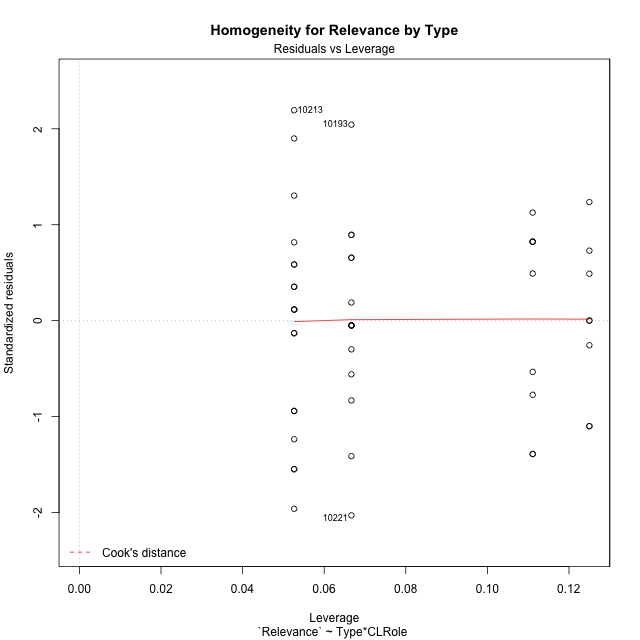 Homogeneity for Relevance by Type
Residuals vs Leverage
Standardized residuals
2
1
0
-1
-2
10213
10193
10221
Cook's distance
0.00 0.02 0.04 0.06 0.08 0.10 0.12
Leverage
`Relevance` ~ Type*CLRole